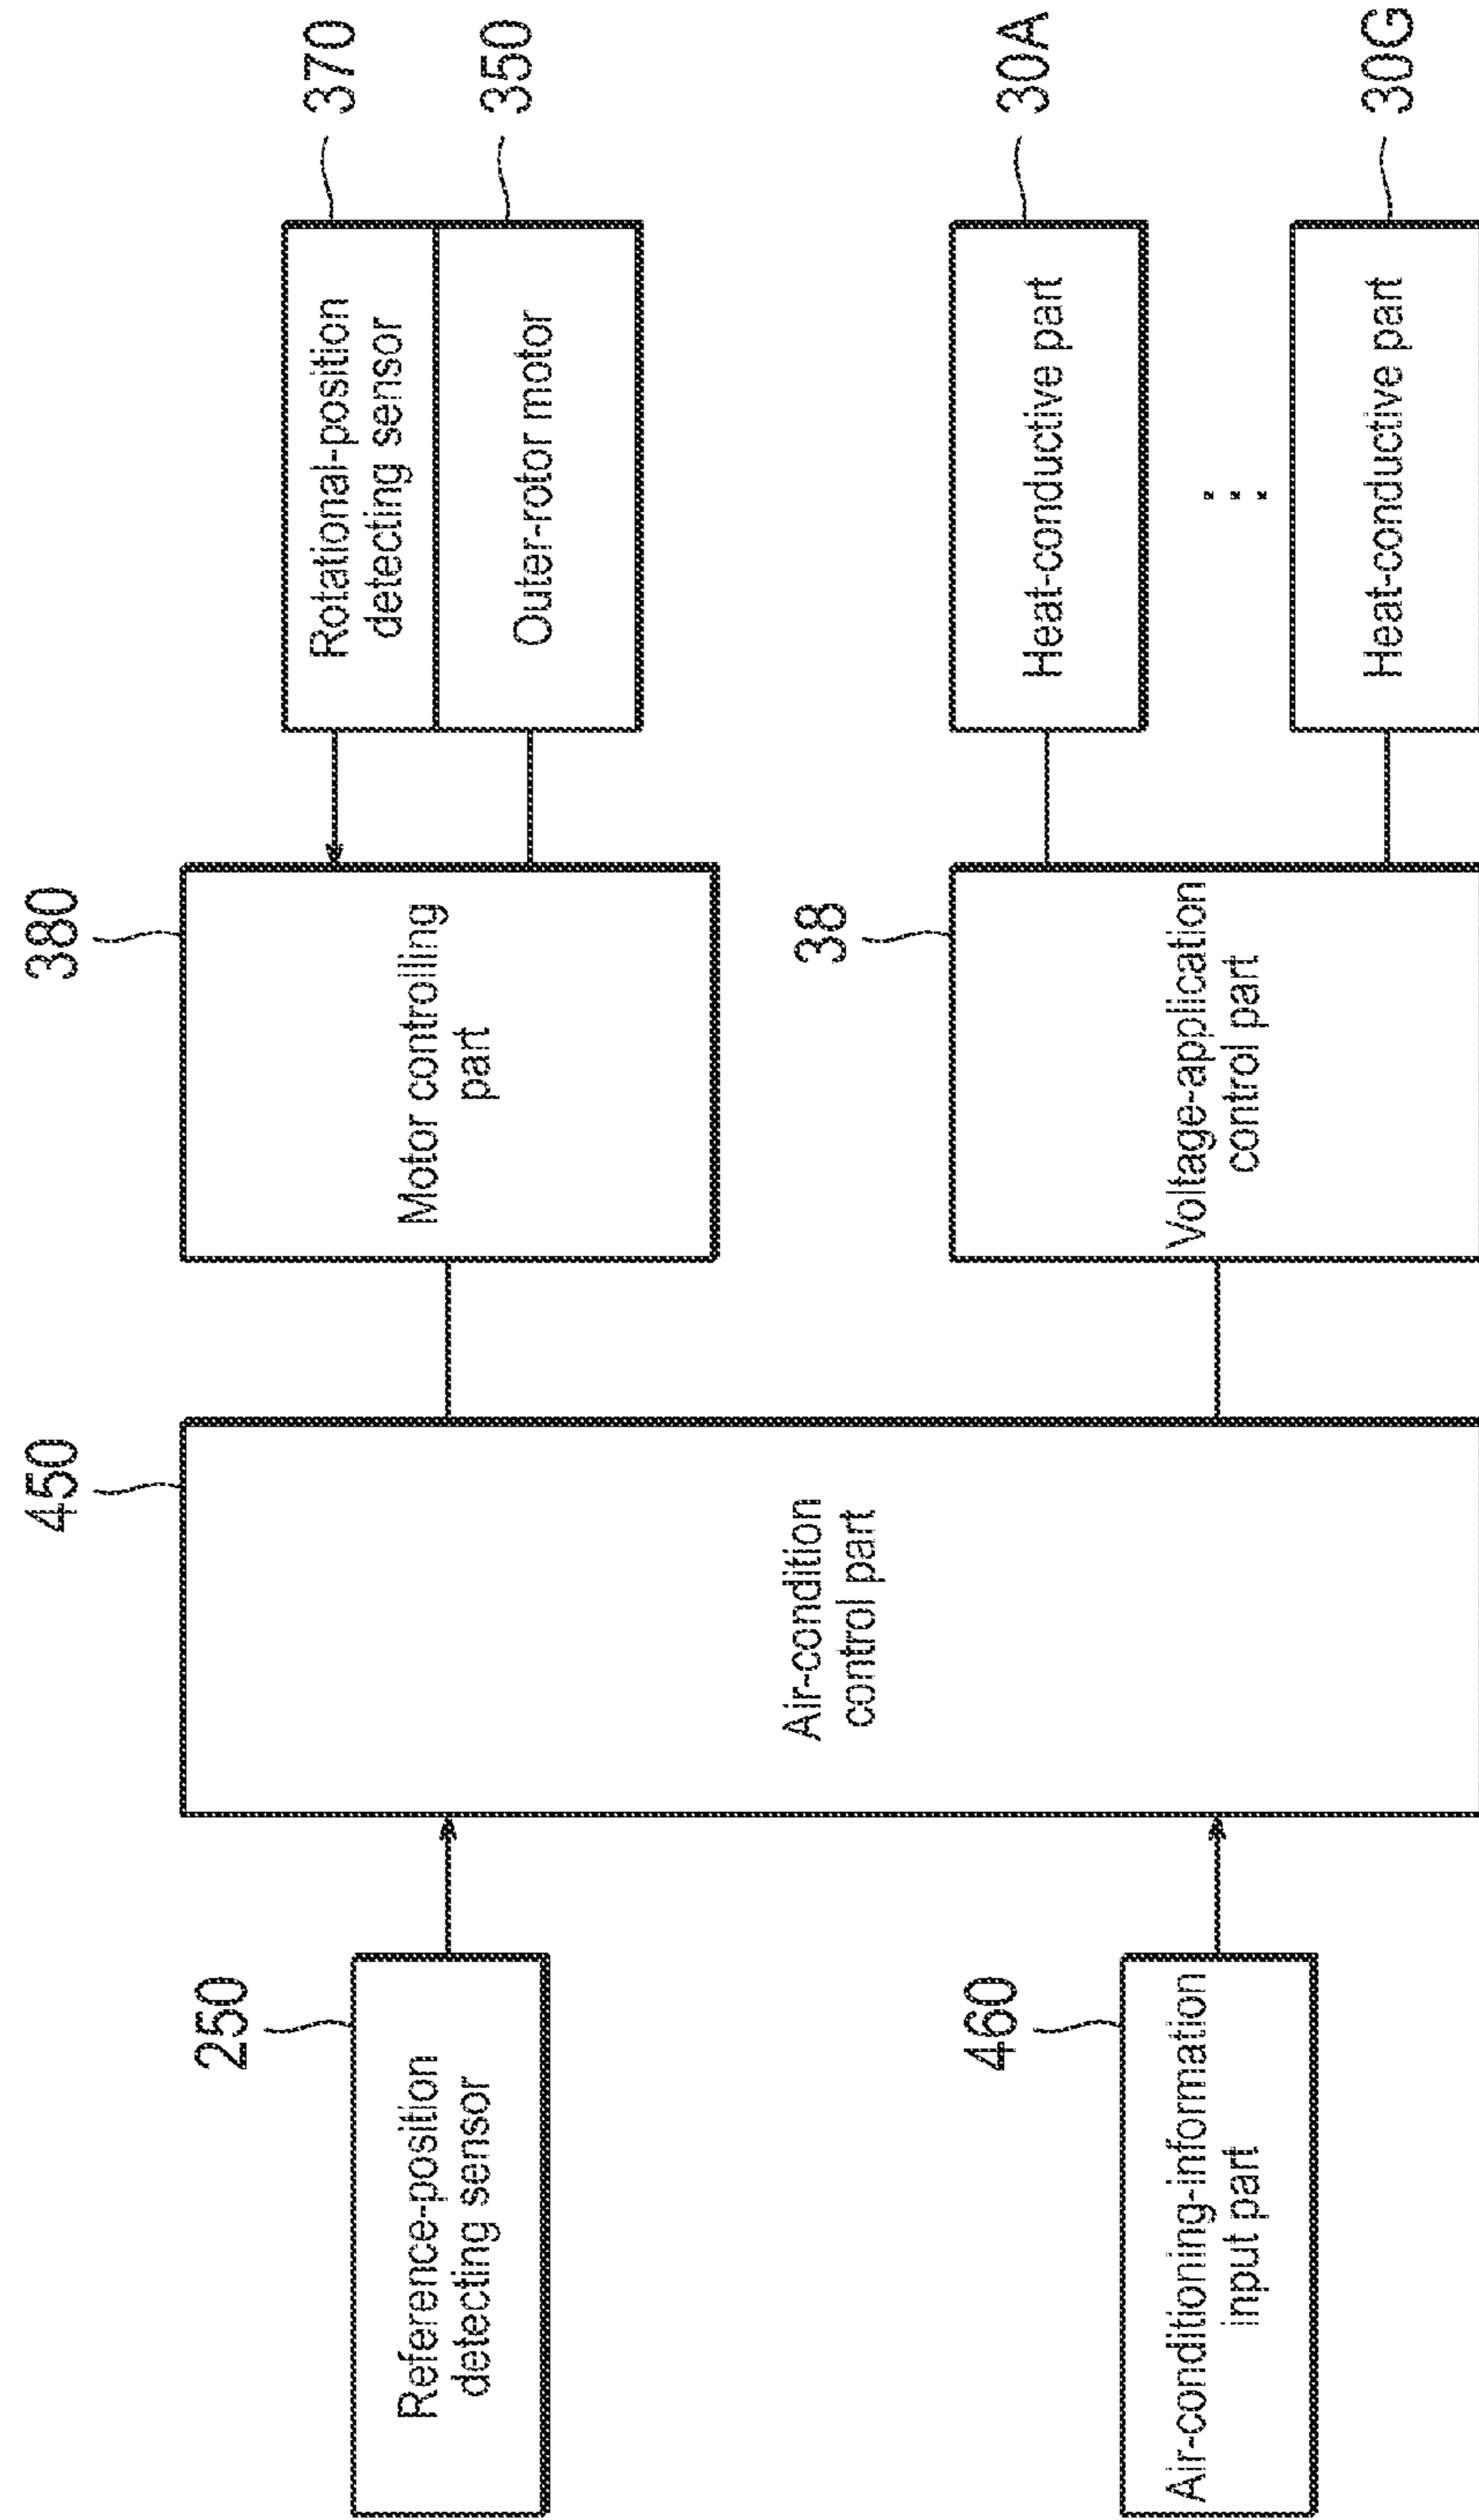 250
Reference-position
detecting sensor
450
Air-condition
control part
380
Motor controlling
part
Rotational-position
detecting sensor
370
Outer-rotor motor
350
460
Air-conditioning-information
input part
38
Voltage-application
control part
Heat-conductive part
30A
Heat-conductive part
30G